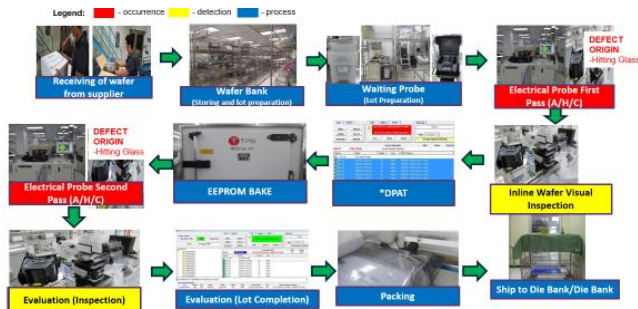 Legend:
- occurrence
- detection
- process
Receiving of wafer
from supplier
Wafer Bank
(Storing and lot preparation)
Waiting Probe
(Lot Preparation)
DEFECT
ORIGIN
-Hitting Glass
Electrical Probe First
Pass (A/H/C)
DEFECT
ORIGIN
-Hitting Glass
Electrical Probe Second
Pass (A/H/C)
TPS
EEPROM BAKE
*DPAT
Inline Wafer Visual
Inspection
Evaluation (Inspection)
Evaluation (Lot Completion)
Packing
Ship to Die Bank/Die Bank